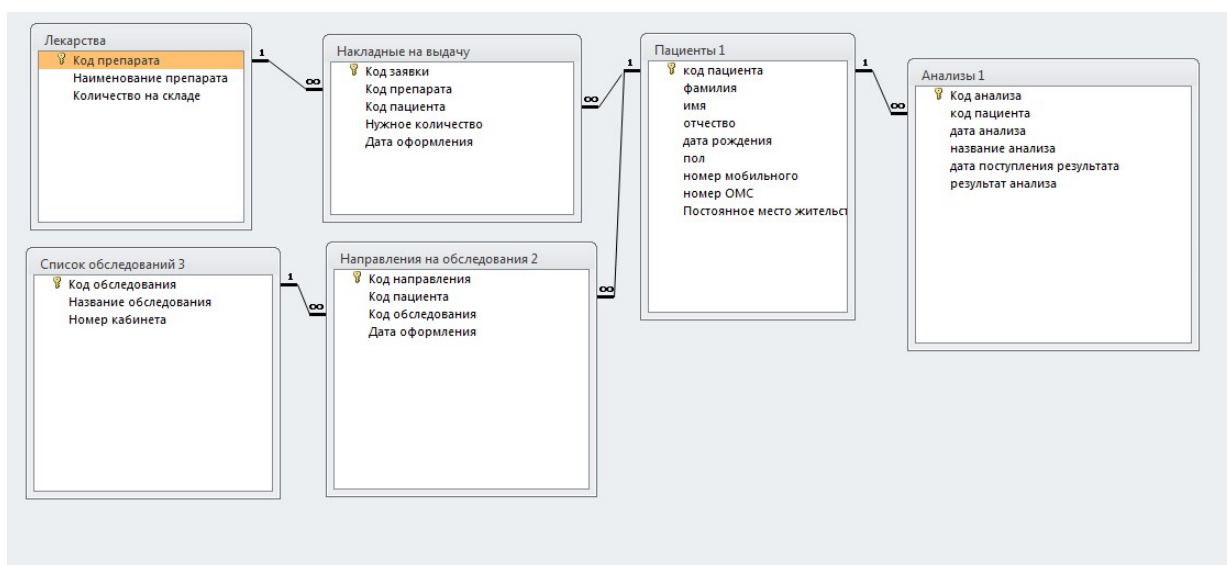 Лекарства
Код препарата
Наименование препарата
Количество на складе
1
∞
Накладные на выдачу
Код заявки
Код препарата
Код пациента
Нужное количество
Дата оформления
∞
1
Пациенты 1
код пациента
фамилия
имя
отчество
дата рождения
пол
номер мобильного
номер ОМС
Постоянное место жительст
1
∞
Анализы 1
Код анализа
код пациента
дата анализа
название анализа
дата поступления результата
результат анализа
Список обследований 3
Код обследования
Название обследования
Номер кабинета
1
∞
Направления на обследования 2
Код направления
Код пациента
Код обследования
Дата оформления
∞